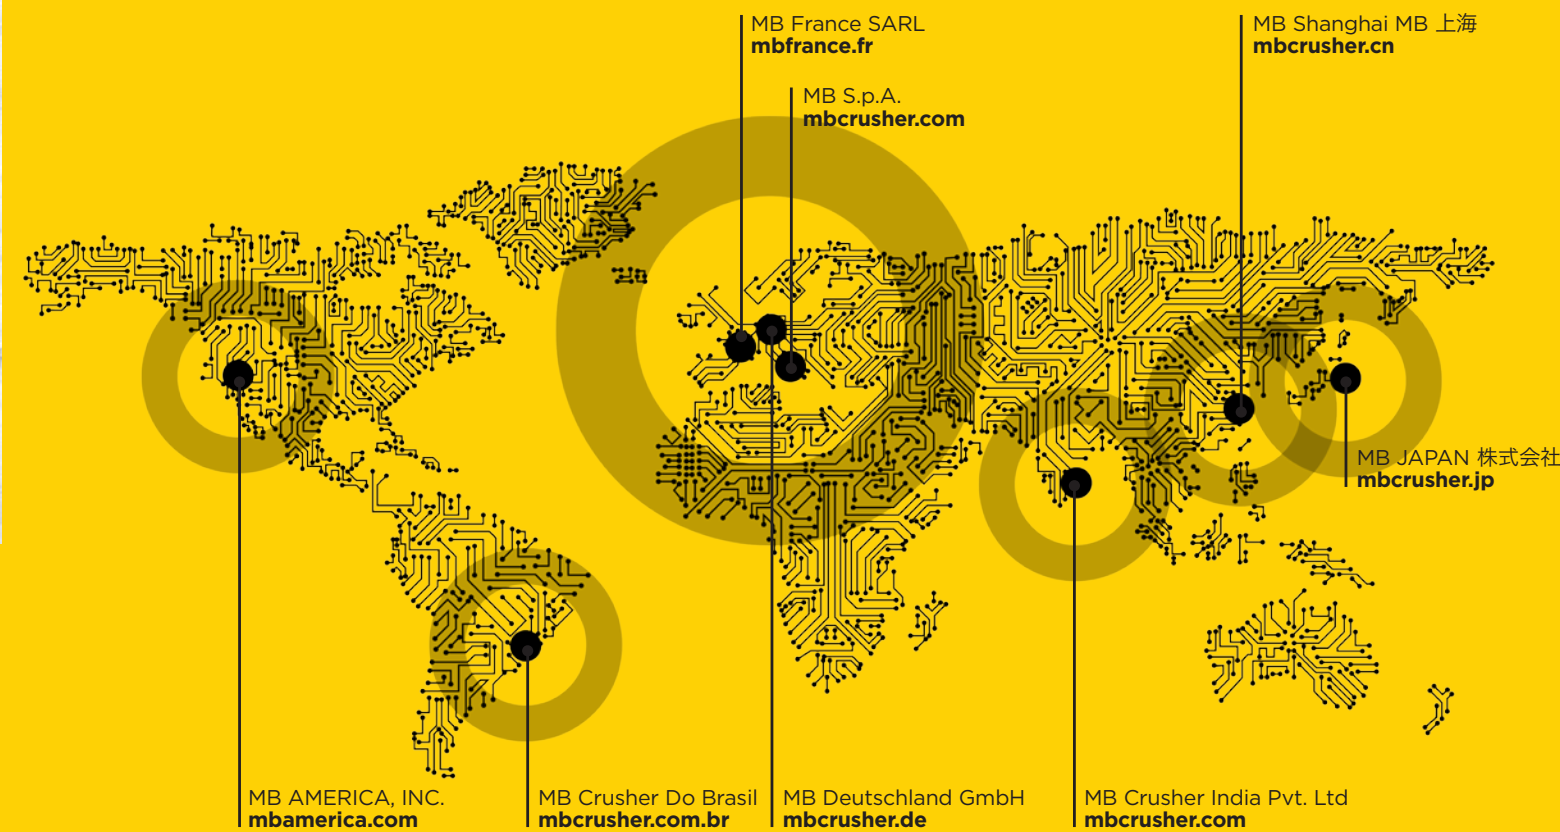 MB France SARL
mbfrance.fr
MB Shanghai MB 上海
mbcrusher.cn
MB S.p.A.
mbcrusher.com
MB JAPAN 株式会社
mbcrusher.jp
MB AMERICA, INC.
mbamerica.com
MB Crusher Do Brasil
mbcrusher.com.br
MB Deutschland GmbH
mbcrusher.de
MB Crusher India Pvt. Ltd
mbcrusher.com